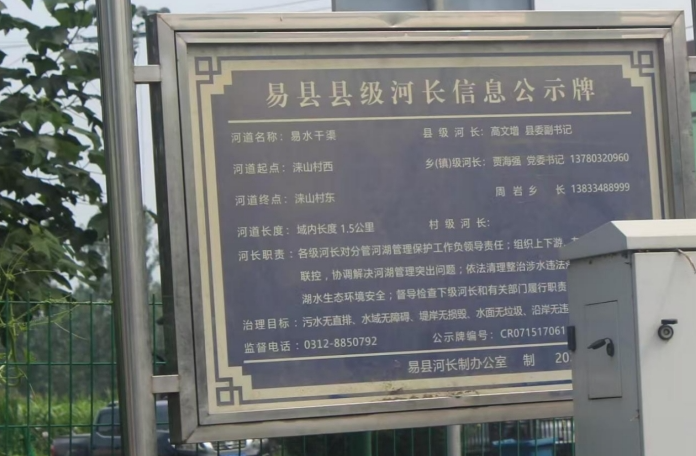 易县县级河长信息公示牌
河道名称：易水干渠 县级河长：高文增 县委副书记
河道起点：涞山村西 乡(镇)级河长：贾海强 党委书记 13780320960
河道终点：涞山村东 周岩乡长 13833488999
河道长度：域内长度1.5公里 村级河长：
河长职责：各级河长对分管河湖管理保护工作负领导责任；组织上下游、
联控，协调解决河湖管理突出问题；依法清理整治涉水违法
湖水生态环境安全；督导检查下级河长和有关部门履行职责
治理目标：污水无直排、水域无障碍、堤岸无损毁、水面无垃圾、沿岸无违
监督电话：0312-8850792 公示牌编号：CR071517061
易县河长制办公室 制 20